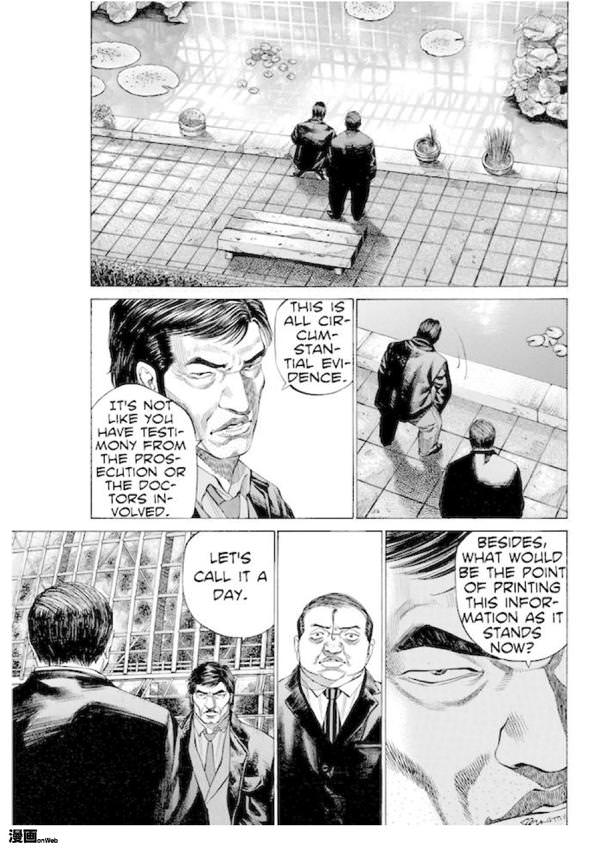 THIS IS
ALL CIR-
CUM-
STAN-
TIAL EVI-
DENCE.
IT'S NOT
LIKE YOU
HAVE TESTI-
MONY FROM
THE PROS-
ECUTION OR
THE DOC-
TORS IN-
VOLVED.
BESIDES,
WHAT WOULD
BE THE POINT
OF PRINTING
THIS INFOR-
MATION AS IT
STANDS
NOW?
LET'S
CALL IT A
DAY.
漫画onWeb